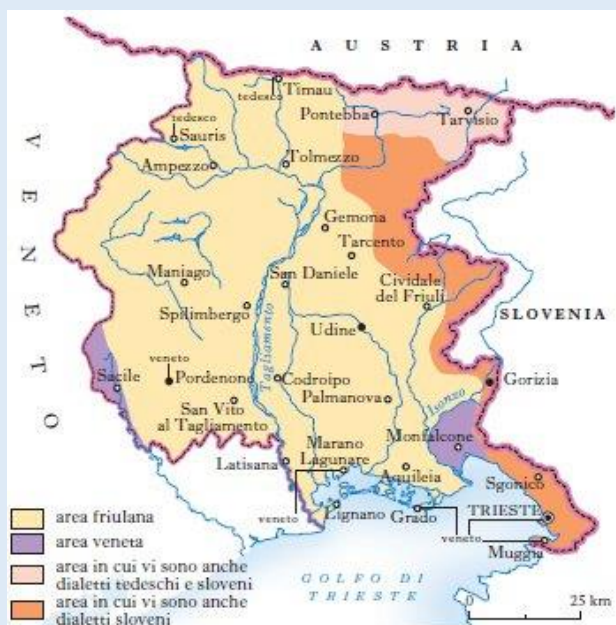 AUSTRIA
tedesco
Timau
Pontebba
Tarvisio
tedesco
Sauris
Ampezzo
Tolmezzo
VENETO
Gemona
Tarcento
Maniago
San Daniele
Cividale
del Friuli
SLOVENIA
Spilimbergo
Tagliamento
Udine
veneto
Sacile
Pordenone
Codroipo
Palmanova
Isonzo
Gorizia
San Vito
al Tagliamento
Latisana
Marano
Lagunare
Monfalcone
Aquileia
Sgonico
veneto
Lignano
Grado
TRIESTE
veneto
Muggia
GOLFO DI
TRIESTE
area friulana
area veneta
area in cui vi sono anche
dialetti tedeschi e sloveni
area in cui vi sono anche
dialetti sloveni
0 25 km